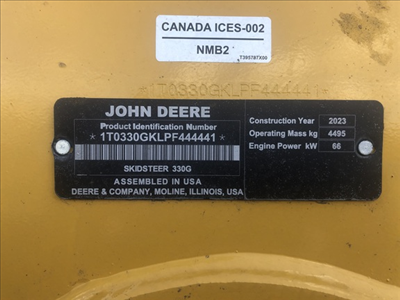 CANADA ICES-002
NMB2
*1T0330GKLPF444441*
JOHN DEERE
Product Identification Number
*1T0330GKLPF444441*
SKIDSTEER 330G
ASSEMBLED IN USA
DEERE & COMPANY, MOLINE, ILLINOIS, USA
Construction Year 2023
Operating Mass kg 4495
Engine Power kW 66